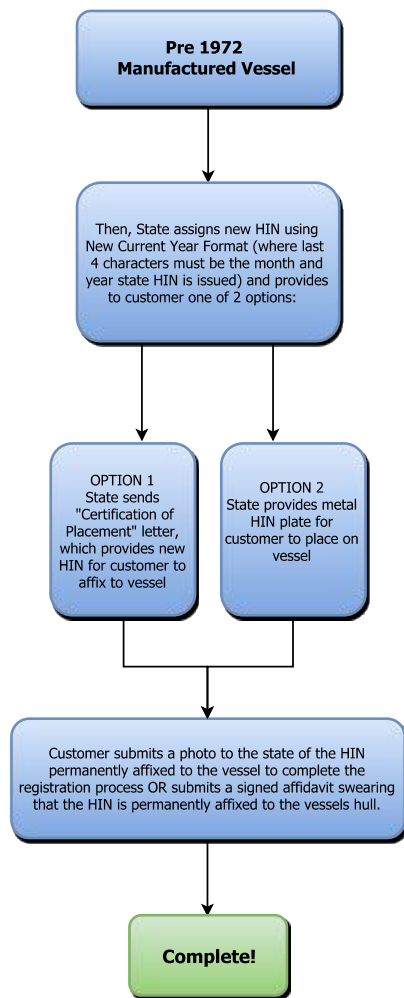 Pre 1972
Manufactured Vessel
Then, State assigns new HIN using
New Current Year Format (where last
4 characters must be the month and
year state HIN is issued) and provides
to customer one of 2 options:
OPTION 1
State sends
"Certification of
Placement" letter,
which provides new
HIN for customer to
affix to vessel
OPTION 2
State provides metal
HIN plate for
customer to place on
vessel
Customer submits a photo to the state of the HIN
permanently affixed to the vessel to complete the
registration process OR submits a signed affidavit swearing
that the HIN is permanently affixed to the vessels hull.
Complete!